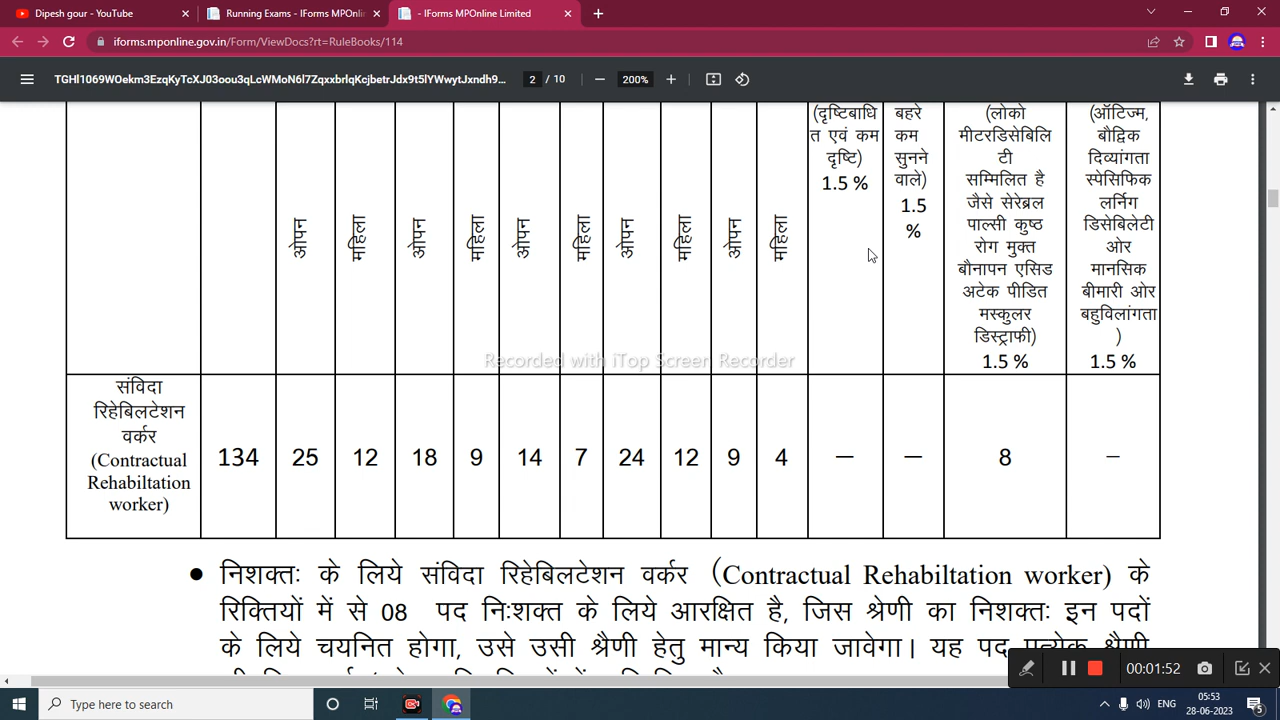 Dipesh gour - YouTube
Running Exams - IForms MPOnlin
- IForms MPOnline Limited
iforms.mponline.gov.in/Form/ViewDocs?rt=RuleBooks/114
2 / 10
200%
(दृष्टिबाधि
त एवं कम
दृष्टि)
1.5 %
बहरे
कम
सुनने
वाले)
1.5
%
(लोको
मीटरडिसेबिलि
टी
सम्मिलित है
जैसे सेरेब्रल
पाल्सी कुष्ठ
रोग मुक्त
बौनापन एसिड
अटेक पीडित
मस्कुलर
डिस्ट्राफी)
1.5 %
(ऑटिज्म,
बोद्विक
दिव्यांगता
स्पेसिफिक
लर्निग
डिसेबिलेटी
ओर
मानसिक
बीमारी ओर
बहुविलांगता
)
1.5 %
ओपन महिला ओपन महिला ओपन महिला ओपन महिला ओपन महिला
Recorded with iTop Screen Recorder
संविदा
रिहेबिलटेशन
वर्कर
(Contractual
Rehabiltation
worker)
134 25 12 18 9 14 7 24 12 9 4 — — 8 —
• निशक्तः के लिये संविदा रिहेबिलटेशन वर्कर (Contractual Rehabiltation worker) के
रिक्तियों में से 08 पद निःशक्त के लिये आरक्षित है, जिस श्रेणी का निशक्तः इन पदों
के लिये चयनित होगा, उसे उसी श्रैणी हेतु मान्य किया जावेगा। यह पद प्रत्येक श्रैणी
00:01:52
Type here to search
ENG
05:53
28-06-2023
5